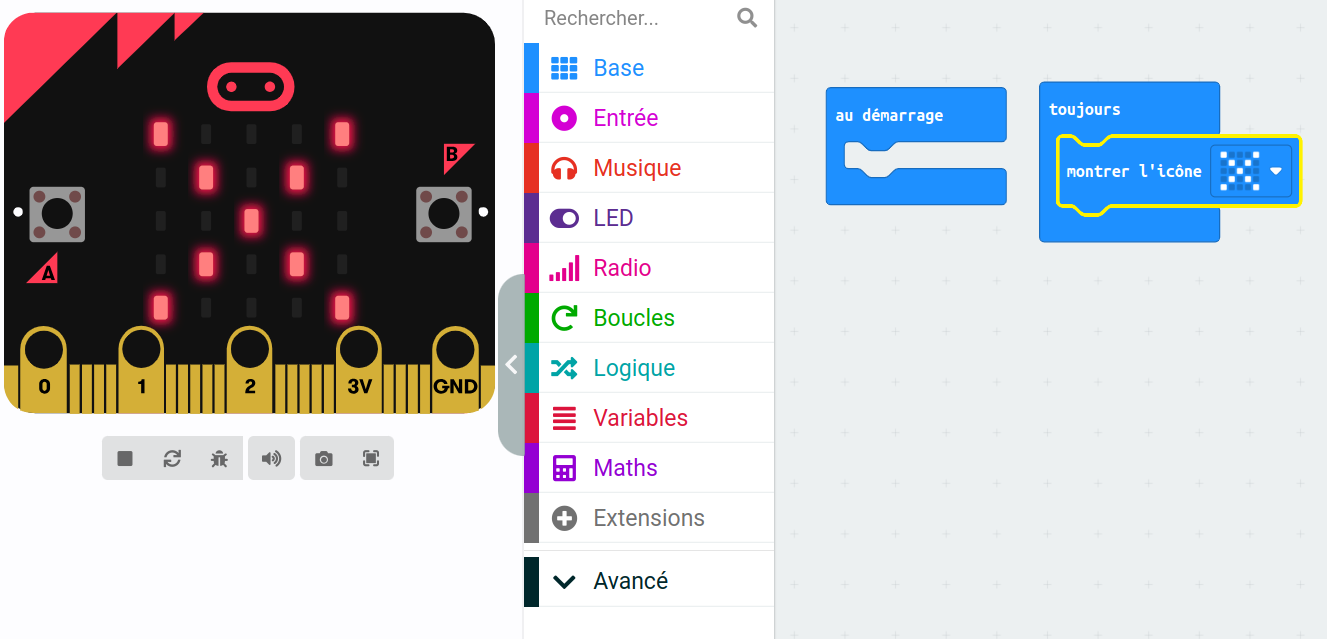 B
A
0
1
2
3V
GND
Rechercher...
Base
Entrée
Musique
LED
Radio
Boucles
Logique
Variables
Maths
Extensions
Avancé
au démarrage
toujours
montrer l'icône